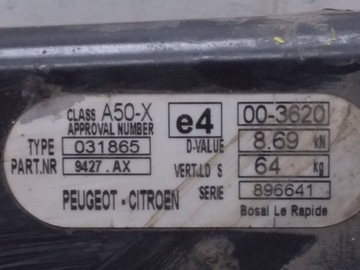 CLASS A50-X e4 00-3620
APPROVAL NUMBER D-VALUE 8.69 kN
TYPE 031865
PART.NR 9427.AX VERT.LD S 64 kg
PEUGEOT - CITROEN SERIE 896641
Bosal Le Rapide